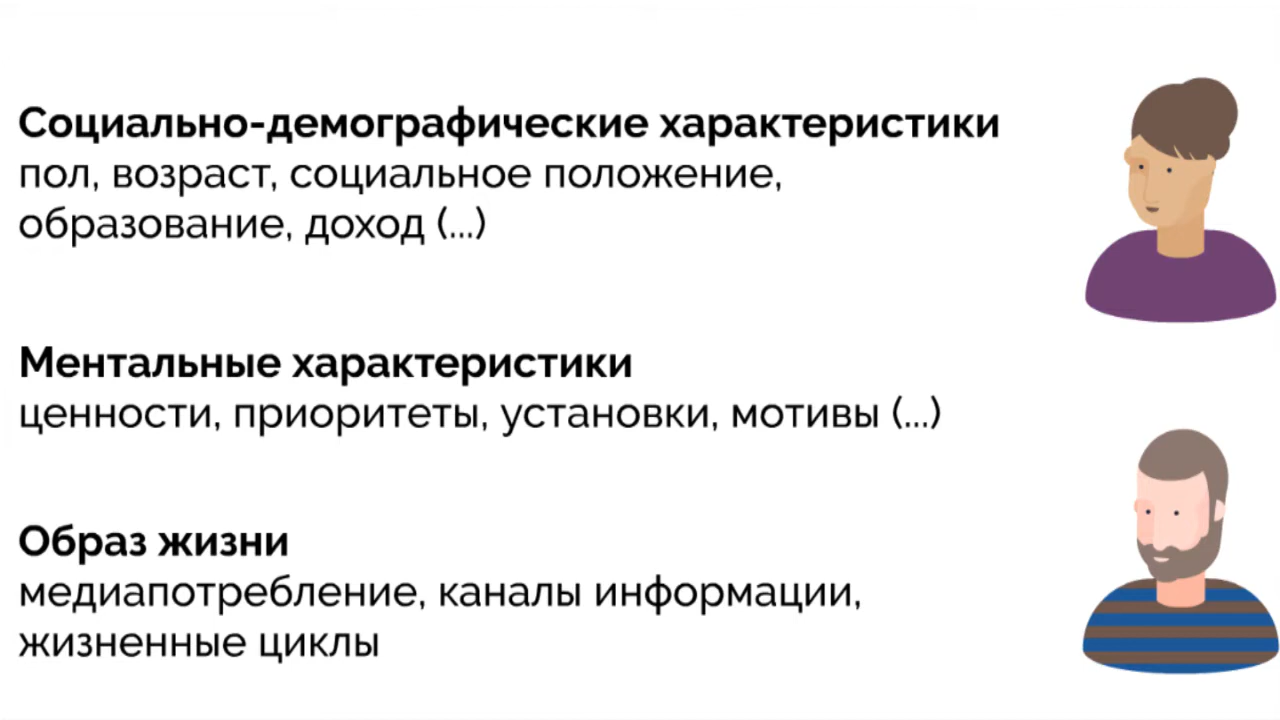 Социально-демографические характеристики
пол, возраст, социальное положение,
образование, доход (...)
Ментальные характеристики
ценности, приоритеты, установки, мотивы (...)
Образ жизни
медиапотребление, каналы информации,
жизненные циклы